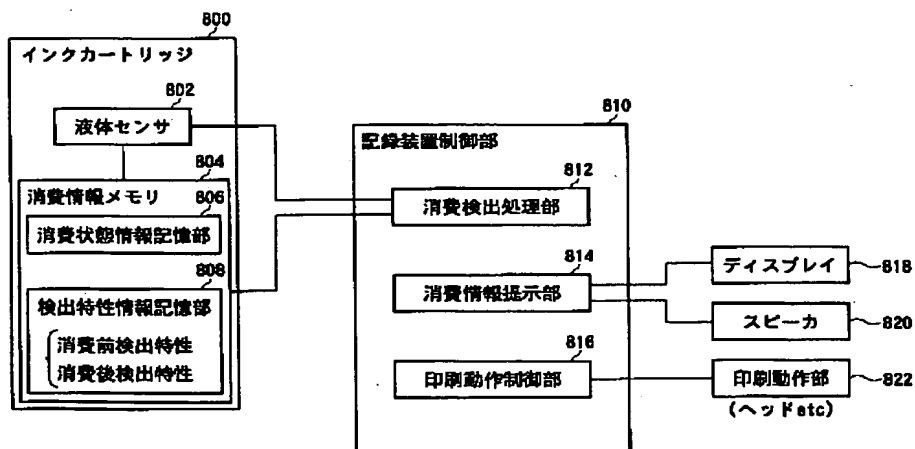 800
インクカートリッジ
802
液体センサ
804
消費情報メモリ
806
消費状態情報記憶部
808
検出特性情報記憶部
消費前検出特性
消費後検出特性
810
記録装置制御部
812
消費検出処理部
814
消費情報提示部
816
印刷動作制御部
ディスプレイ
818
スピーカ
820
印刷動作部
822
(ヘッドetc)